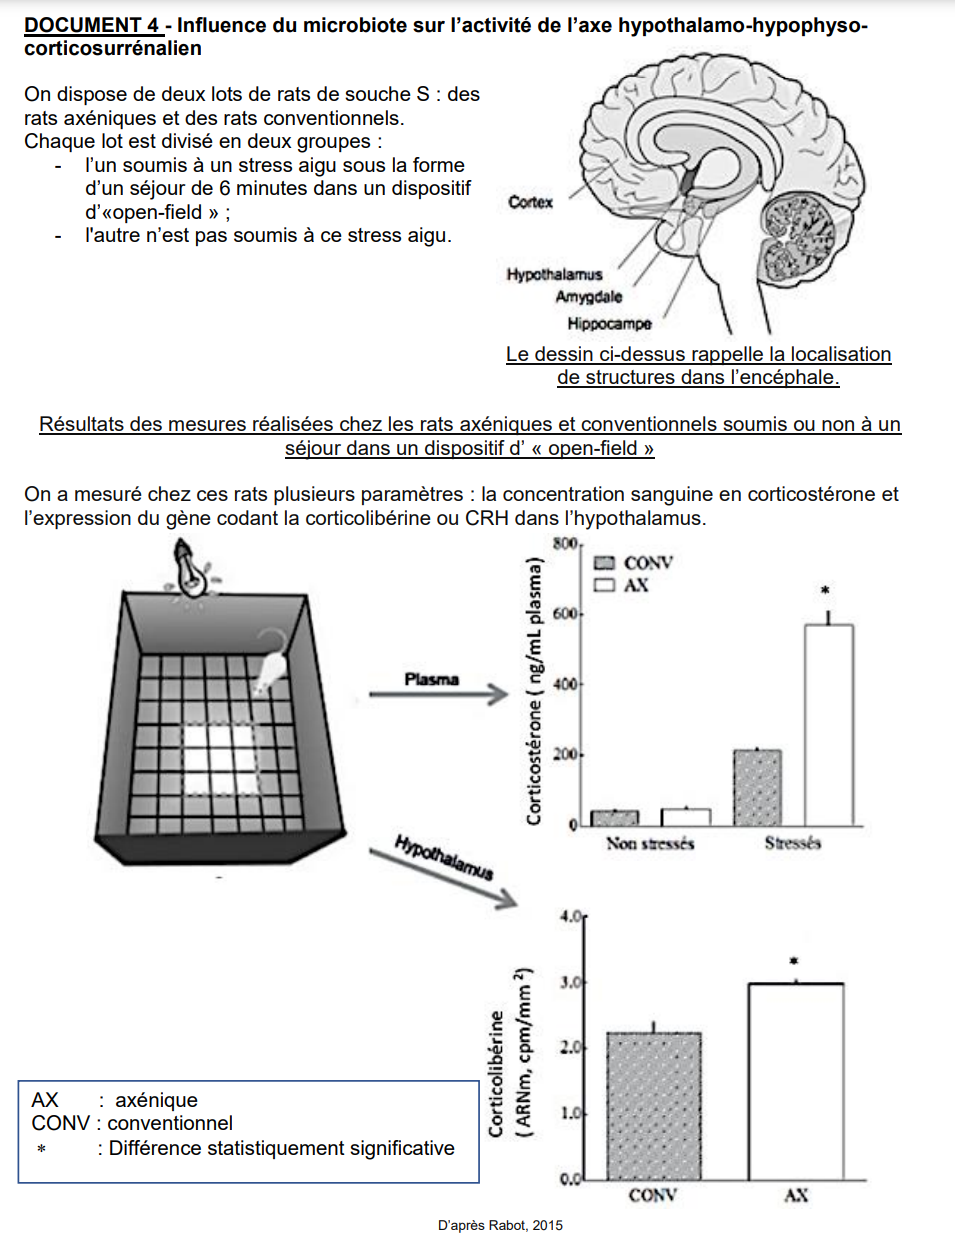 DOCUMENT 4 - Influence du microbiote sur l’activité de l’axe hypothalamo-hypophyso-
corticosurrénalien
On dispose de deux lots de rats de souche S : des
rats axéniques et des rats conventionnels.
Chaque lot est divisé en deux groupes :
- l’un soumis à un stress aigu sous la forme
d’un séjour de 6 minutes dans un dispositif
d’«open-field » ;
- l'autre n’est pas soumis à ce stress aigu.
Cortex
Hypothalamus
Amygdale
Hippocampe
Le dessin ci-dessus rappelle la localisation
de structures dans l’encéphale.
Résultats des mesures réalisées chez les rats axéniques et conventionnels soumis ou non à un
séjour dans un dispositif d’ « open-field »
On a mesuré chez ces rats plusieurs paramètres : la concentration sanguine en corticostérone et
l’expression du gène codant la corticolibérine ou CRH dans l’hypothalamus.
Plasma
Hypothalamus
Corticostérone ( ng/mL plasma)
800
600
400
200
0
CONV
AX
*
Non stressés
Stressés
Corticolibérine
( ARNm, cpm/mm 2)
4.0
3.0
2.0
1.0
0.0
*
CONV
AX
AX : axénique
CONV : conventionnel
* : Différence statistiquement significative
D’après Rabot, 2015